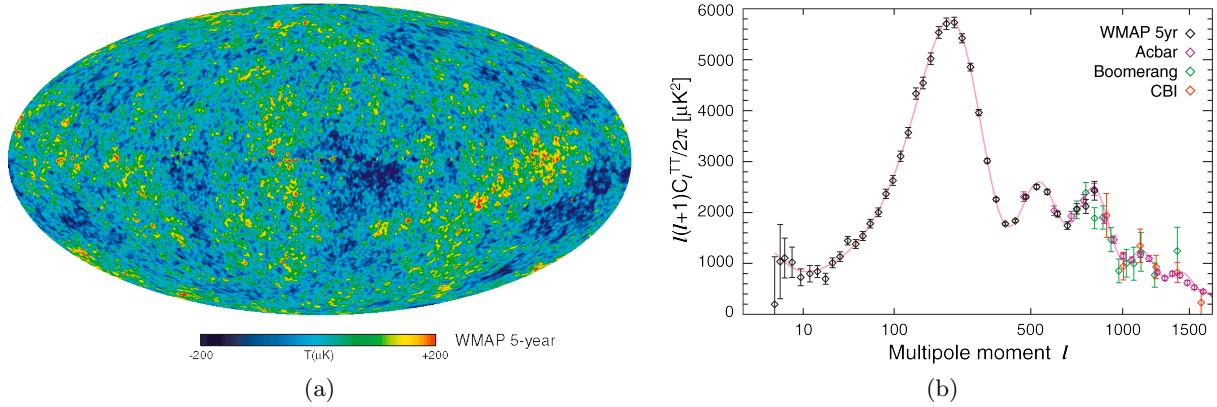 -200
T(μK)
+200
WMAP 5-year
(a)
6000
5000
4000
3000
2000
1000
0
l(l+1)C_l^TT/2π [μK²]
WMAP 5yr
Acbar
Boomerang
CBI
10
100
500
1000
1500
Multipole moment l
(b)